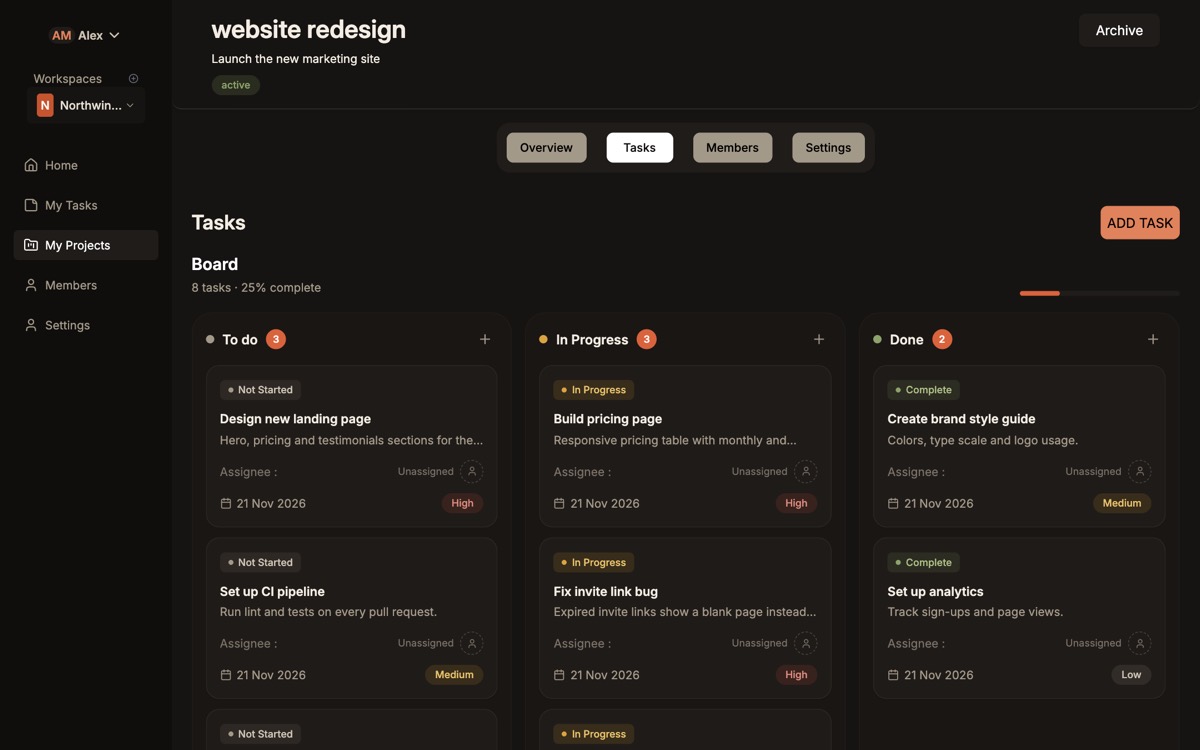 AM Alex
Workspaces
N Northwin...
Home
My Tasks
My Projects
Members
Settings
website redesign
Launch the new marketing site
active
Archive
Overview
Tasks
Members
Settings
Tasks
ADD TASK
Board
8 tasks · 25% complete
To do 3
Not Started
Design new landing page
Hero, pricing and testimonials sections for the...
Assignee : Unassigned
21 Nov 2026 High
Not Started
Set up CI pipeline
Run lint and tests on every pull request.
Assignee : Unassigned
21 Nov 2026 Medium
Not Started
In Progress 3
In Progress
Build pricing page
Responsive pricing table with monthly and...
Assignee : Unassigned
21 Nov 2026 High
In Progress
Fix invite link bug
Expired invite links show a blank page instead...
Assignee : Unassigned
21 Nov 2026 High
In Progress
Done 2
Complete
Create brand style guide
Colors, type scale and logo usage.
Assignee : Unassigned
21 Nov 2026 Medium
Complete
Set up analytics
Track sign-ups and page views.
Assignee : Unassigned
21 Nov 2026 Low